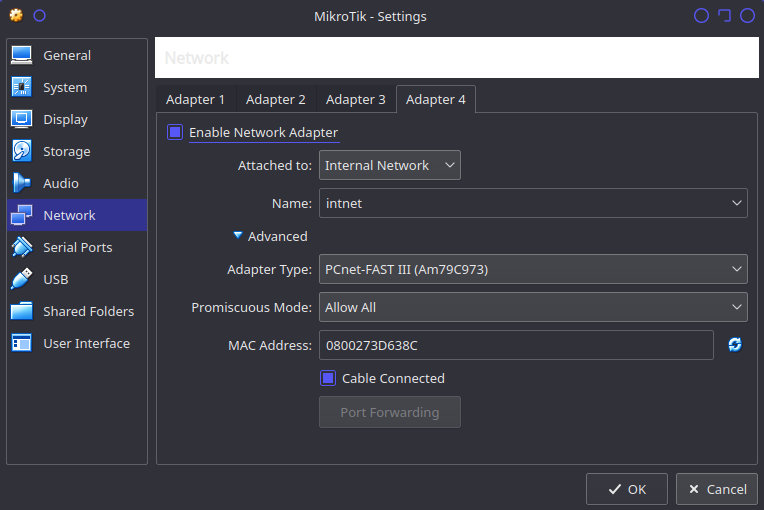 MikroTik - Settings
General
System
Display
Storage
Audio
Network
Serial Ports
USB
Shared Folders
User Interface
Network
Adapter 1 Adapter 2 Adapter 3 Adapter 4
Enable Network Adapter
Attached to: Internal Network
Name: intnet
Advanced
Adapter Type: PCnet-FAST III (Am79C973)
Promiscuous Mode: Allow All
MAC Address: 0800273D638C
Cable Connected
Port Forwarding
OK Cancel